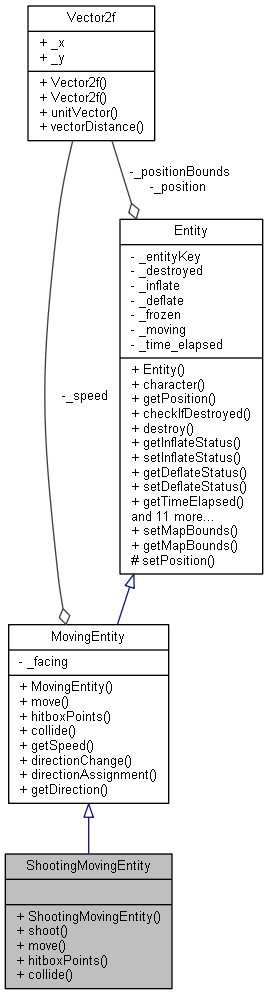 Vector2f
+ _x
+ _y
+ Vector2f()
+ Vector2f()
+ unitVector()
+ vectorDistance()
-_positionBounds
-_position
Entity
- _entityKey
- _destroyed
- _inflate
- _deflate
- _frozen
- _moving
- _time_elapsed
+ Entity()
+ character()
+ getPosition()
+ checkIfDestroyed()
+ destroy()
+ getInflateStatus()
+ setInflateStatus()
+ getDeflateStatus()
+ setDeflateStatus()
+ getTimeElapsed()
and 11 more...
+ setMapBounds()
+ getMapBounds()
# setPosition()
-_speed
MovingEntity
- _facing
+ MovingEntity()
+ move()
+ hitboxPoints()
+ collide()
+ getSpeed()
+ directionChange()
+ directionAssignment()
+ getDirection()
ShootingMovingEntity
+ ShootingMovingEntity()
+ shoot()
+ move()
+ hitboxPoints()
+ collide()